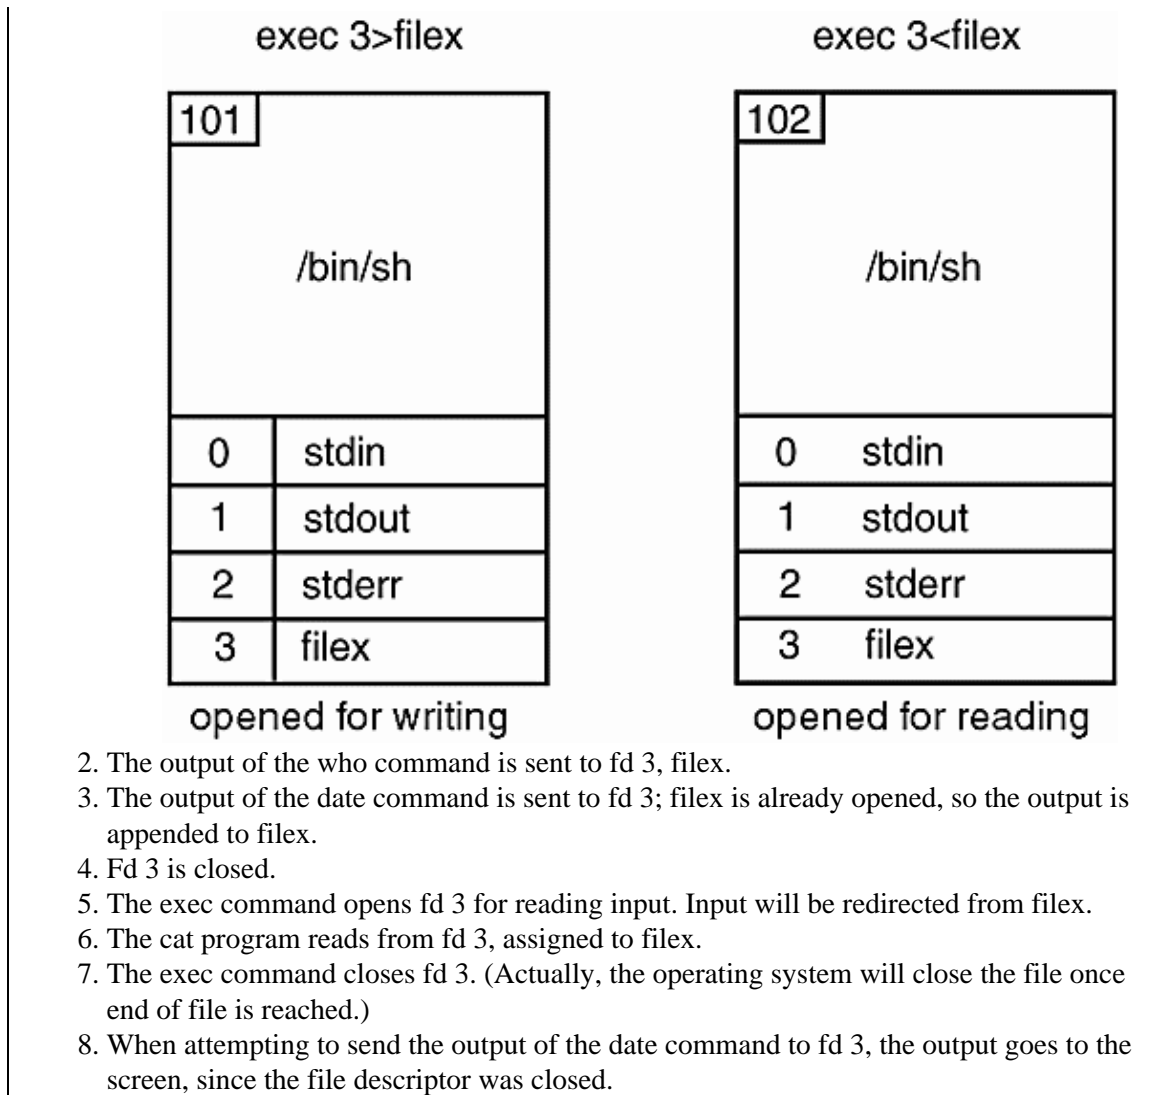 exec 3>filex
exec 3<filex
101
102
/bin/sh
/bin/sh
0 stdin
0 stdin
1 stdout
1 stdout
2 stderr
2 stderr
3 filex
3 filex
opened for writing
opened for reading
2. The output of the who command is sent to fd 3, filex.
3. The output of the date command is sent to fd 3; filex is already opened, so the output is
appended to filex.
4. Fd 3 is closed.
5. The exec command opens fd 3 for reading input. Input will be redirected from filex.
6. The cat program reads from fd 3, assigned to filex.
7. The exec command closes fd 3. (Actually, the operating system will close the file once
end of file is reached.)
8. When attempting to send the output of the date command to fd 3, the output goes to the
screen, since the file descriptor was closed.